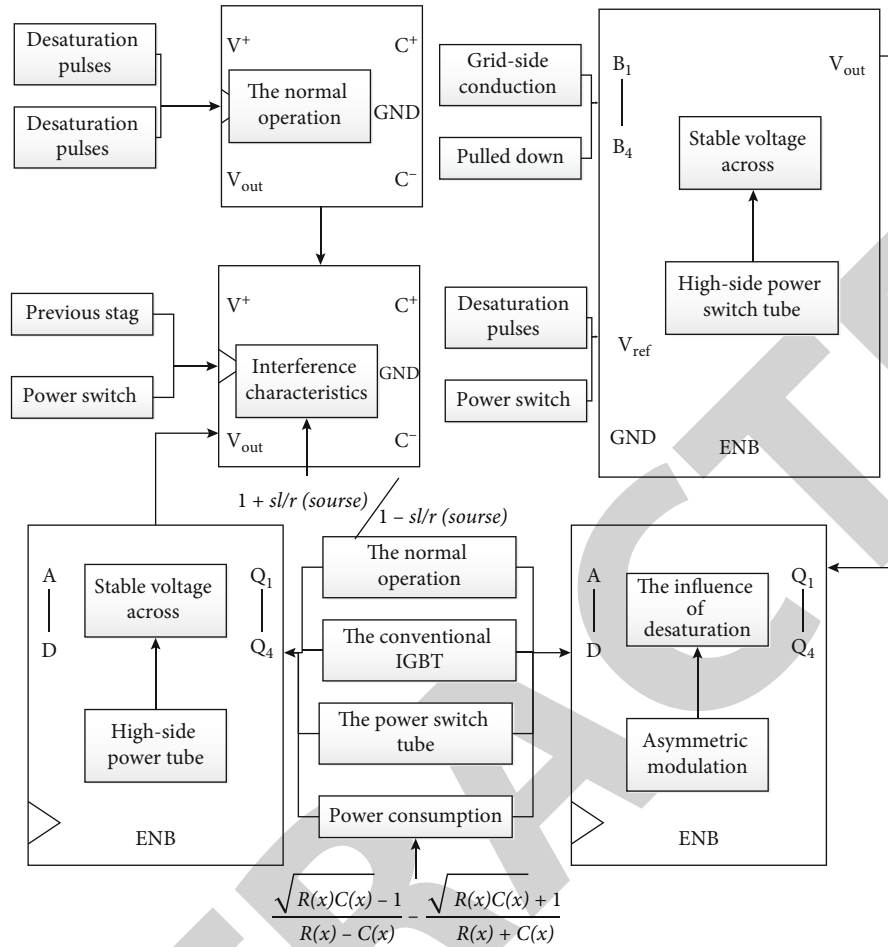 Desaturation
pulses
Desaturation
pulses
V+
C+
The normal
operation
GND
Vout
C−
Grid-side
conduction
Pulled down
B1
B4
Vout
Stable voltage
across
High-side power
switch tube
Desaturation
pulses
Power switch
Vref
GND
ENB
Previous stag
Power switch
V+
C+
Interference
characteristics
GND
Vout
C−
1 + sl/r (sourse)
1 – sl/r (sourse)
A
D
Stable voltage
across
Q1
Q4
High-side
power tube
ENB
The normal
operation
The conventional
IGBT
The power switch
tube
Power consumption
A
D
The influence
of
desaturation
Q1
Q4
Asymmetric
modulation
ENB
√R(x)C(x) – 1 √R(x)C(x) + 1
–
R(x) – C(x) R(x) + C(x)
RACT